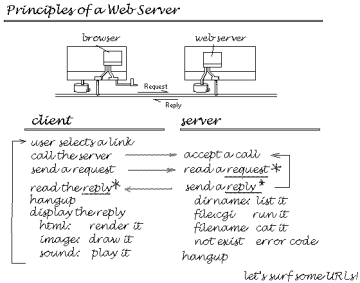 Principles of a Web Server
browser
web server
Request
Reply
client
server
user selects a link
call the server
accept a call
send a request
read a request *
read the reply *
send a reply *
hangup
dirname: list it
display the reply
file.cgi run it
html: render it
filename cat it
image: draw it
not exist error code
sound: play it
hangup
let's surf some URLs!